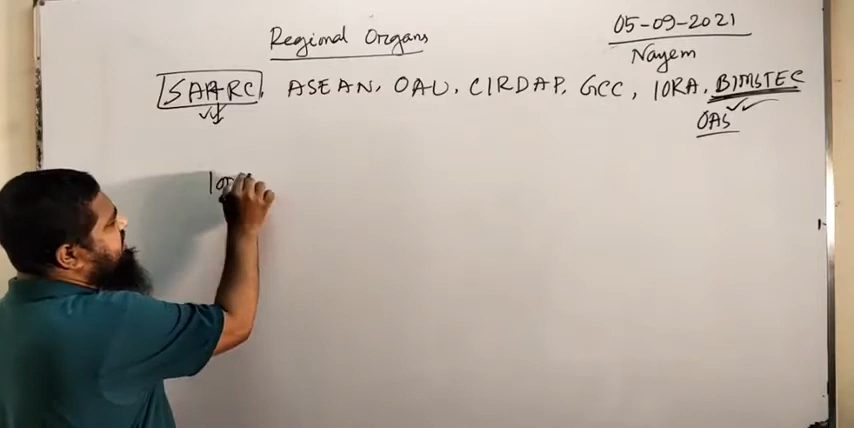 Regional Organs
05-09-2021
Nayem
SAARC, ASEAN, OAU, CIRDAP, GCC, IORA, BIMSTEC
OAS